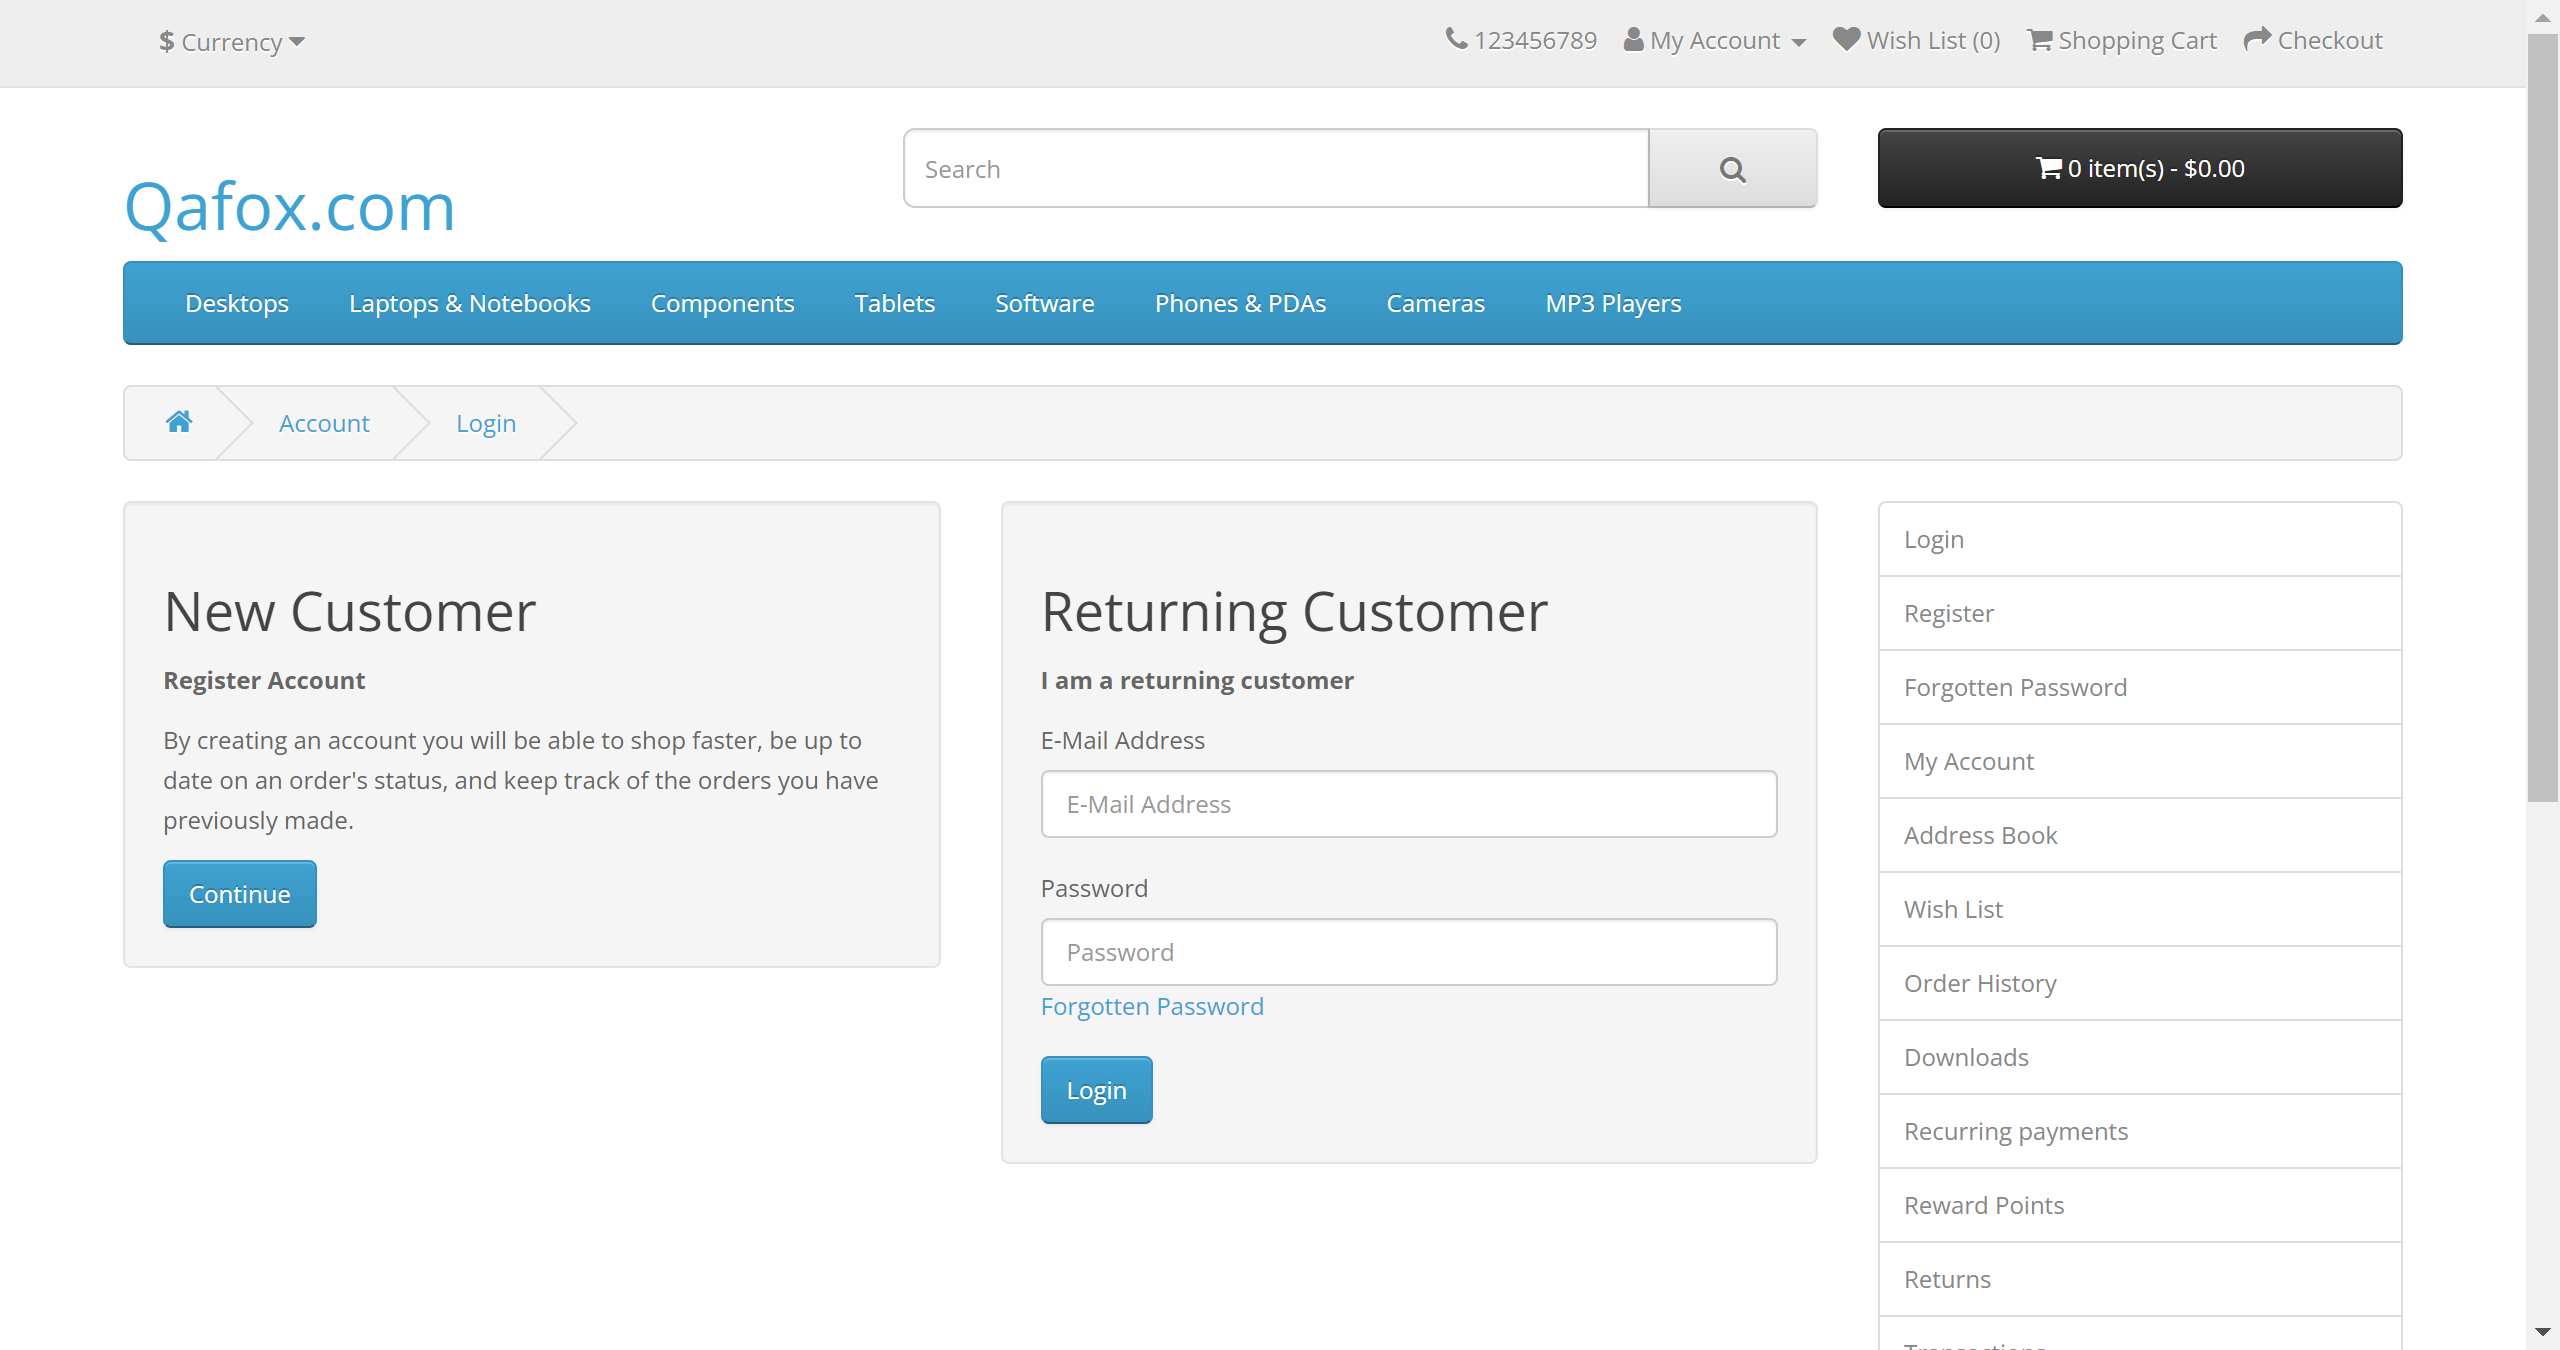 $ Currency
123456789 My Account Wish List (0) Shopping Cart Checkout
Search
0 item(s) - $0.00
Qafox.com
Desktops Laptops & Notebooks Components Tablets Software Phones & PDAs Cameras MP3 Players
Account Login
New Customer
Register Account
By creating an account you will be able to shop faster, be up to
date on an order's status, and keep track of the orders you have
previously made.
Continue
Returning Customer
I am a returning customer
E-Mail Address
E-Mail Address
Password
Password
Forgotten Password
Login
Login
Register
Forgotten Password
My Account
Address Book
Wish List
Order History
Downloads
Recurring payments
Reward Points
Returns